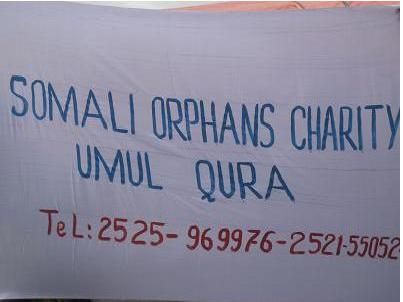 SOMALI ORPHANS CHARITY
UMUL QURA
TeL: 2525-969976-2521-55052